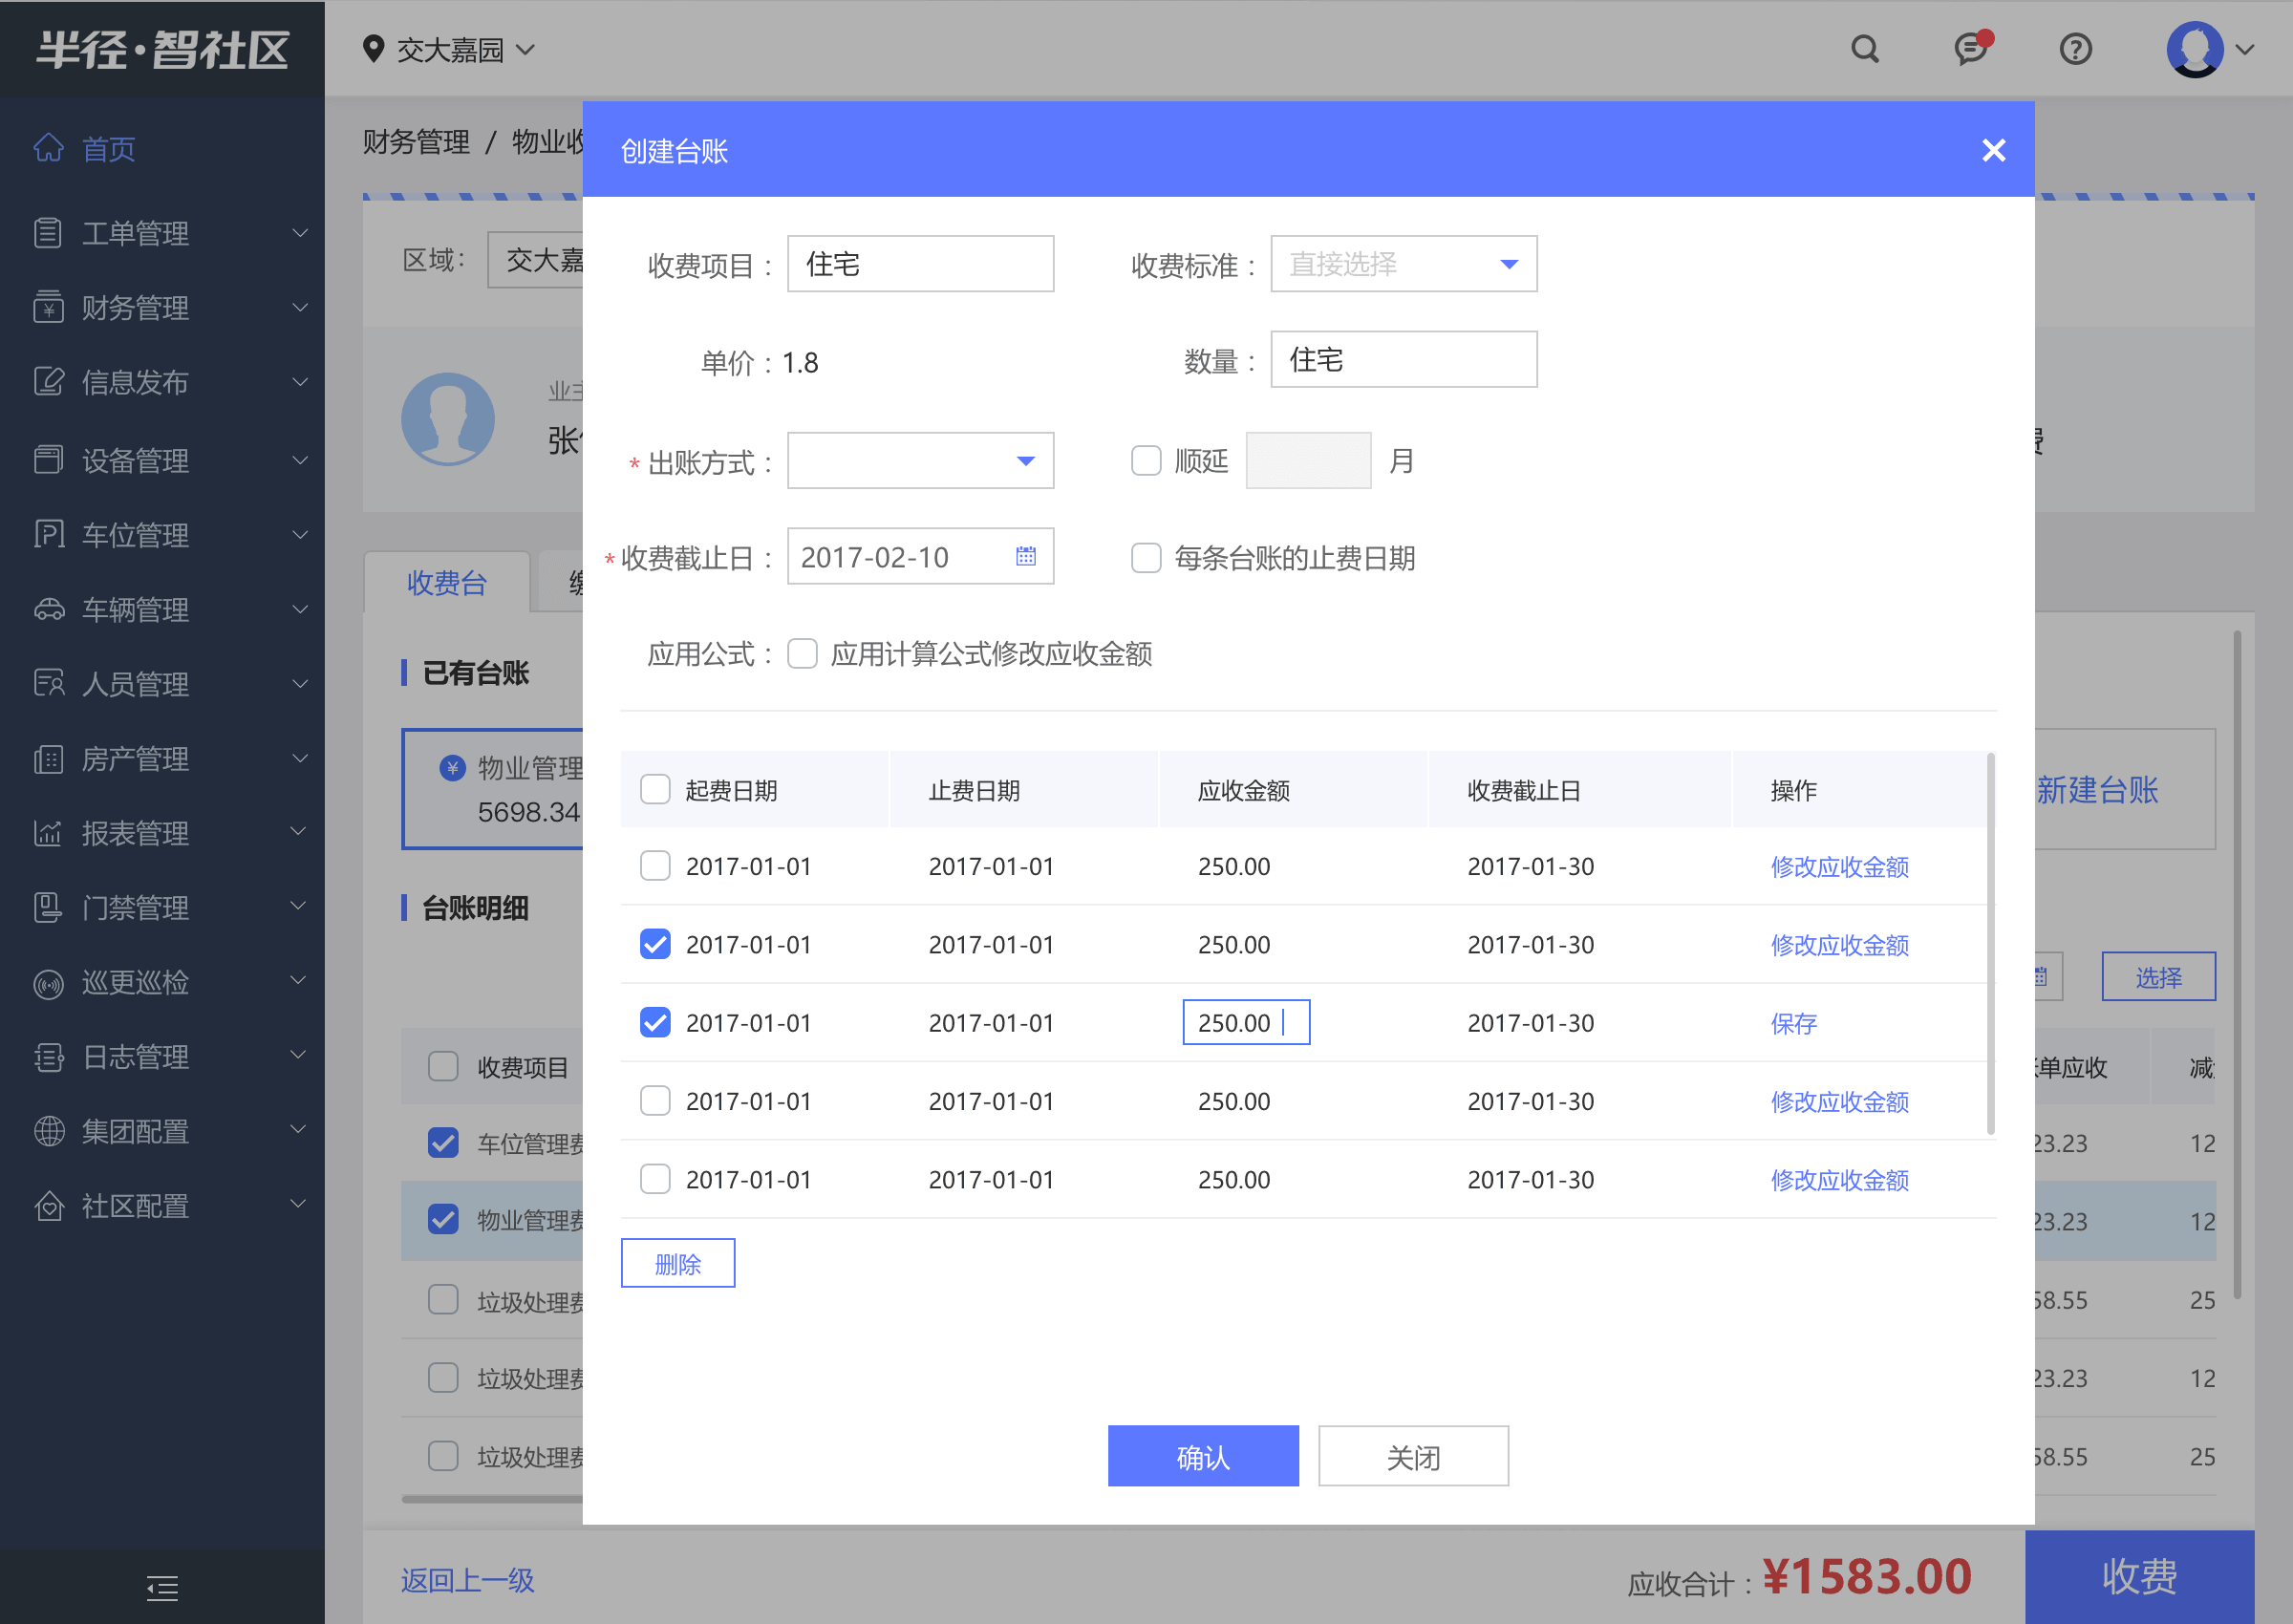 半径·智社区
交大嘉园
首页
工单管理
财务管理
信息发布
设备管理
车位管理
车辆管理
人员管理
房产管理
报表管理
门禁管理
巡更巡检
日志管理
集团配置
社区配置
财务管理 / 物业收
区域：
交大嘉
业主
收费台
已有台账
¥ 物业管理
5698.34
新建台账
台账明细
选择
收费项目
单应收
车位管理费
23.23 12
物业管理费
23.23 12
垃圾处理费
58.55 25
垃圾处理费
23.23 12
垃圾处理费
58.55 25
创建台账
收费项目：住宅 收费标准：直接选择
单价：1.8 数量：住宅
* 出账方式： 顺延 月
* 收费截止日：2017-02-10 每条台账的止费日期
应用公式：应用计算公式修改应收金额
起费日期 止费日期 应收金额 收费截止日 操作
2017-01-01 2017-01-01 250.00 2017-01-30 修改应收金额
2017-01-01 2017-01-01 250.00 2017-01-30 修改应收金额
2017-01-01 2017-01-01 250.00 2017-01-30 保存
2017-01-01 2017-01-01 250.00 2017-01-30 修改应收金额
2017-01-01 2017-01-01 250.00 2017-01-30 修改应收金额
删除
确认 关闭
返回上一级
应收合计：¥1583.00
收费